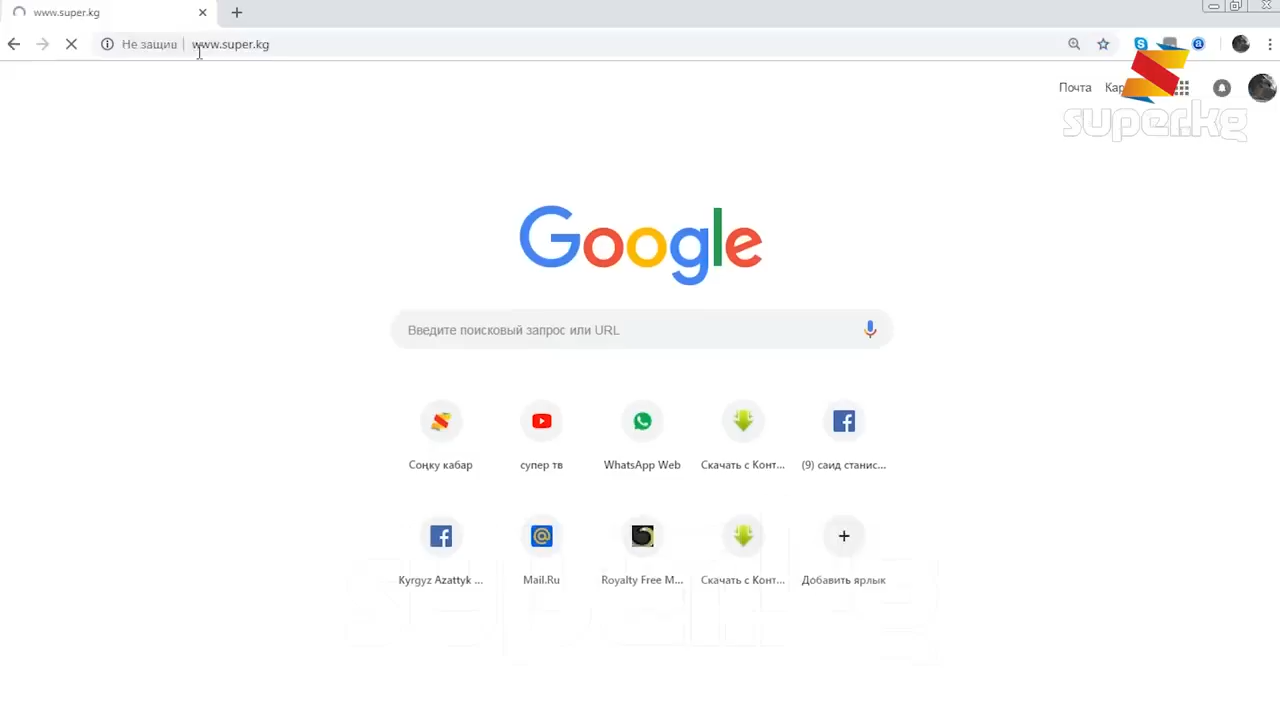 www.super.kg
Не защищ
www.super.kg
Почта
super.kg
Google
Введите поисковый запрос или URL
Соңку кабар
супер тв
WhatsApp Web
Скачать с Конт...
(9) саид станис...
Kyrgyz Azattyk ...
Mail.Ru
Royalty Free M...
Скачать с Конт...
Добавить ярлык